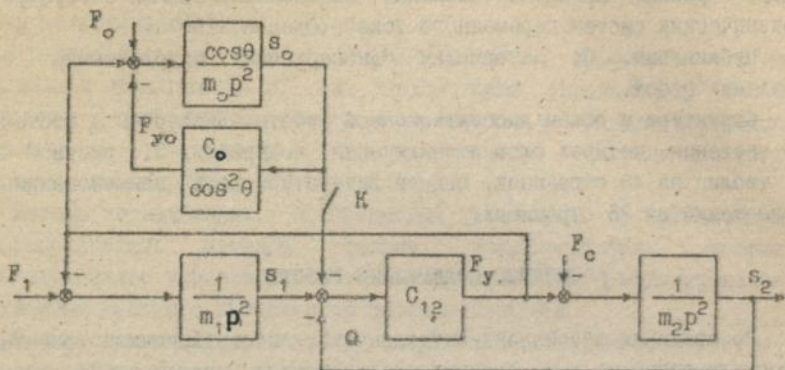 F₀
cosθ
m₀p²
s₀
F_y0
C₀
cos²θ
K
F₁
-
1
m₁p²
s₁
-
Q
C₁₂
F_y
F_c
-
1
m₂p²
s₂